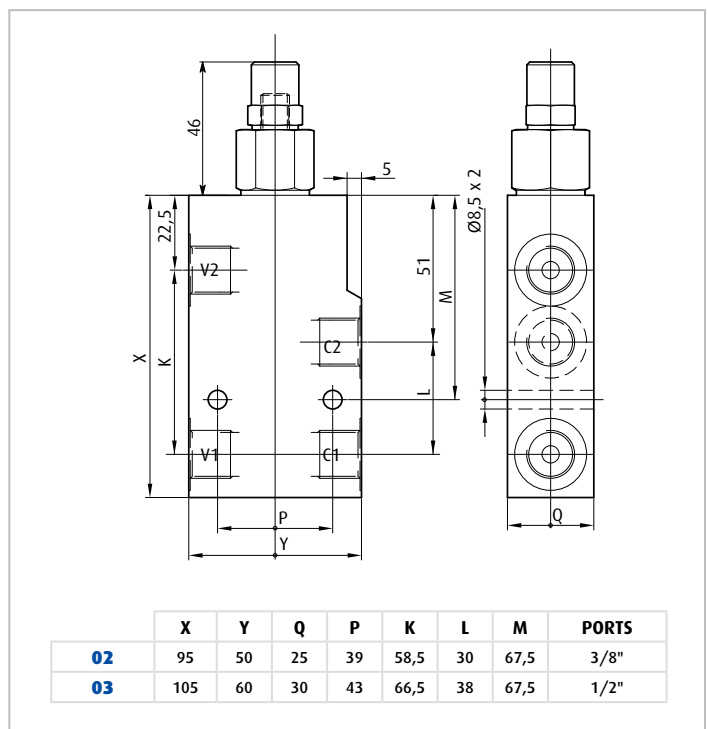 46
5
22,5
V2
Ø8,5 x 2
51
M
X
K
C2
L
V1
C1
P
Y
Q
X Y Q P K L M PORTS
02 95 50 25 39 58,5 30 67,5 3/8"
03 105 60 30 43 66,5 38 67,5 1/2"